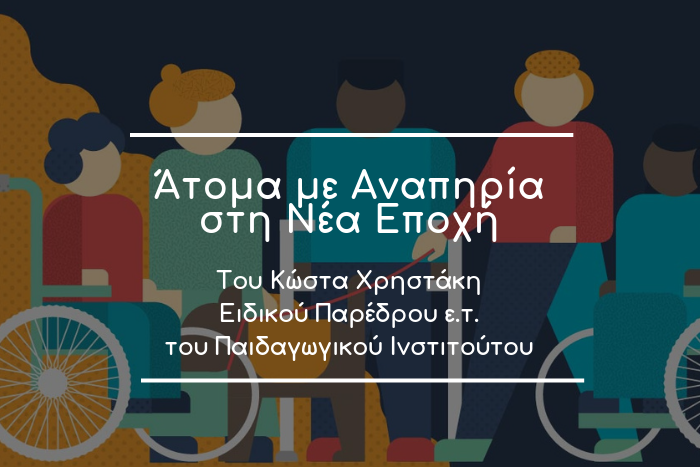 Άτομα με Αναπηρία
στη Νέα Εποχή
Του Κώστα Χρηστάκη
Ειδικού Παρέδρου ε.τ.
του Παιδαγωγικού Ινστιτούτου